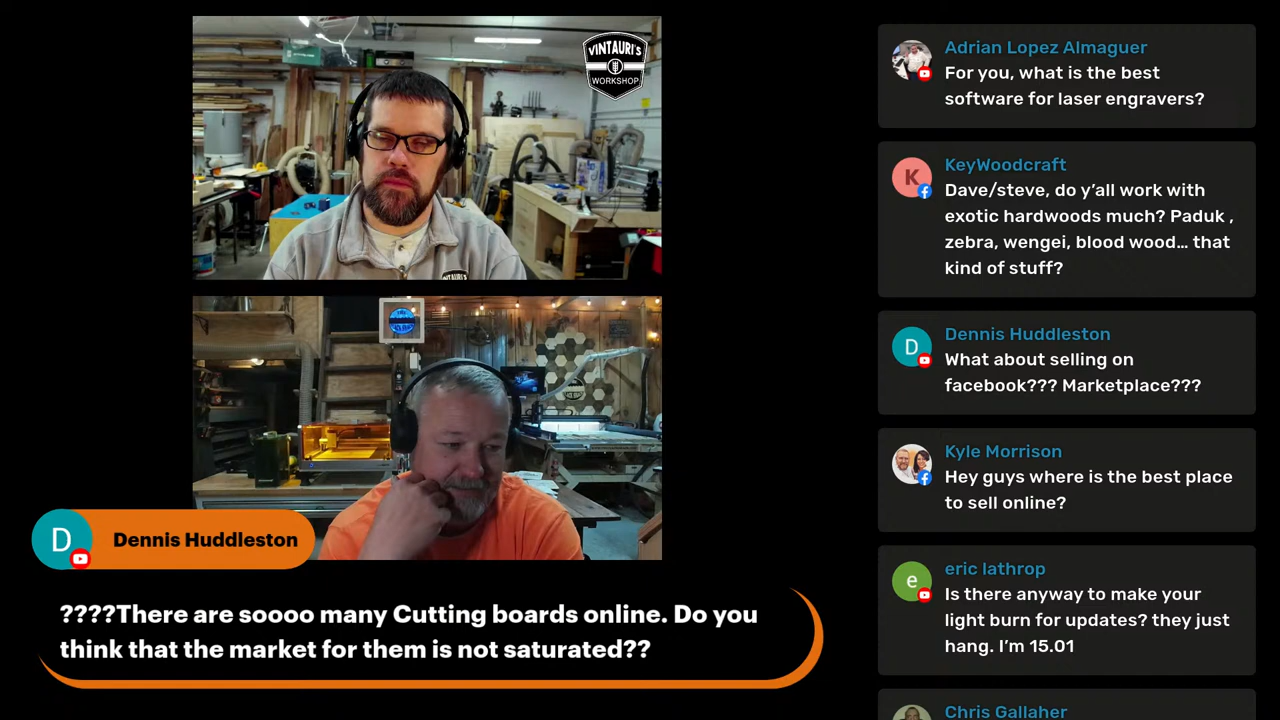 VINTAURI'S
WORKSHOP
Dennis Huddleston
D
????There are soooo many Cutting boards online. Do you
think that the market for them is not saturated??
Adrian Lopez Almaguer
For you, what is the best
software for laser engravers?
K
KeyWoodcraft
Dave/steve, do y'all work with
exotic hardwoods much? Paduk ,
zebra, wengei, blood wood... that
kind of stuff?
D
Dennis Huddleston
What about selling on
facebook??? Marketplace???
Kyle Morrison
Hey guys where is the best place
to sell online?
e
eric lathrop
Is there anyway to make your
light burn for updates? they just
hang. I'm 15.01
Chris Gallaher